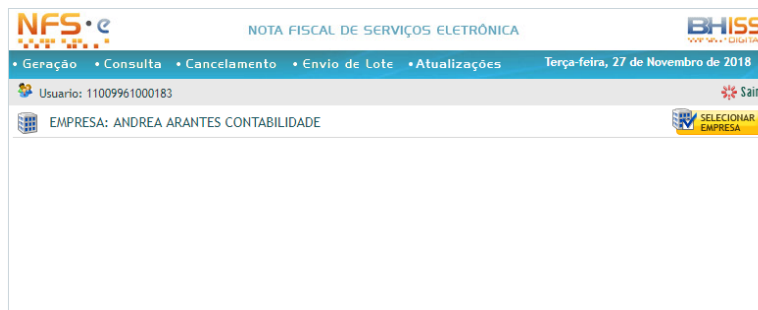 NFS-e NOTA FISCAL DE SERVIÇOS ELETRÔNICA BHISS
DIGITA
• Geração • Consulta • Cancelamento • Envio de Lote • Atualizações Terça-feira, 27 de Novembro de 2018
Usuario: 11009961000183 Sair
EMPRESA: ANDREA ARANTES CONTABILIDADE SELECIONAR
EMPRESA